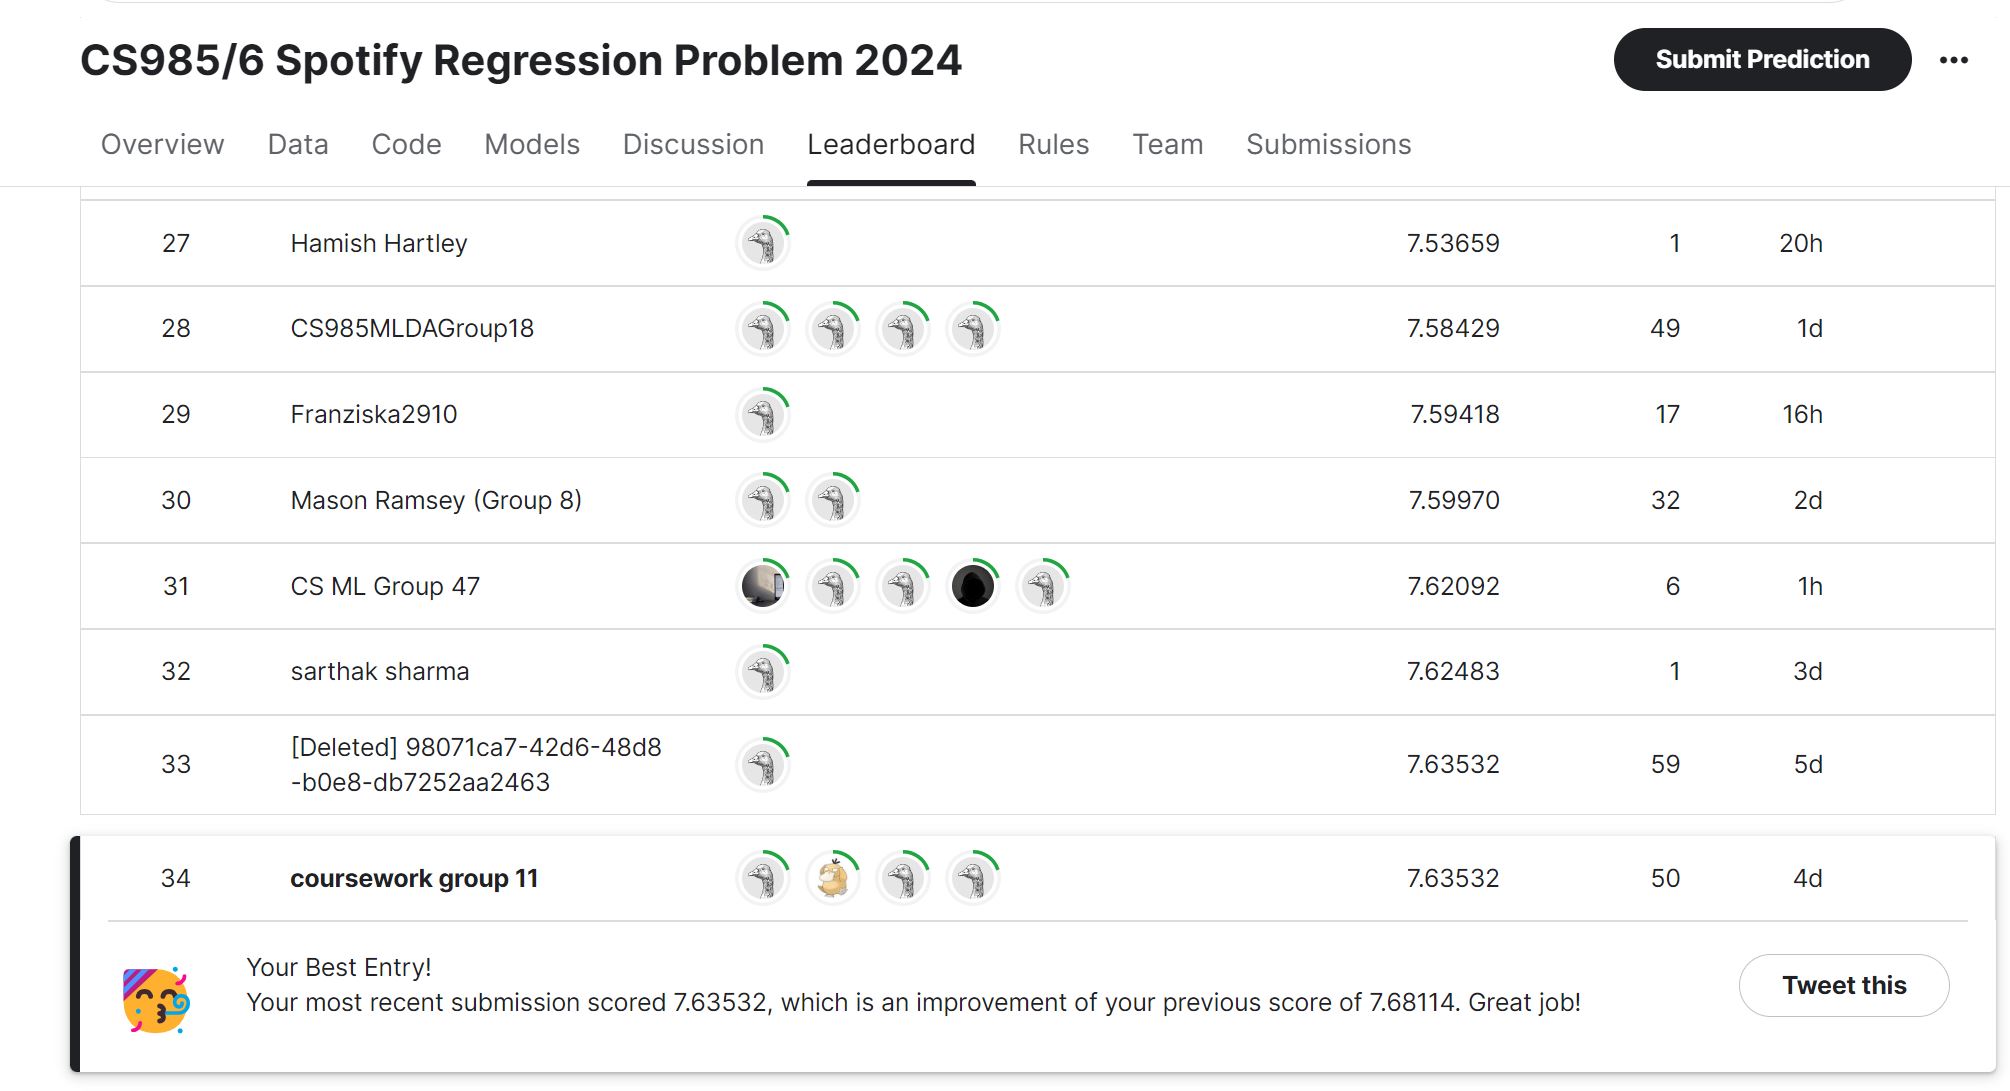 CS985/6 Spotify Regression Problem 2024
Submit Prediction
Overview Data Code Models Discussion Leaderboard Rules Team Submissions
27 Hamish Hartley 7.53659 1 20h
28 CS985MLDAGroup18 7.58429 49 1d
29 Franziska2910 7.59418 17 16h
30 Mason Ramsey (Group 8) 7.59970 32 2d
31 CS ML Group 47 7.62092 6 1h
32 sarthak sharma 7.62483 1 3d
33 [Deleted] 98071ca7-42d6-48d8
-b0e8-db7252aa2463 7.63532 59 5d
34 coursework group 11 7.63532 50 4d
Your Best Entry!
Your most recent submission scored 7.63532, which is an improvement of your previous score of 7.68114. Great job!
Tweet this